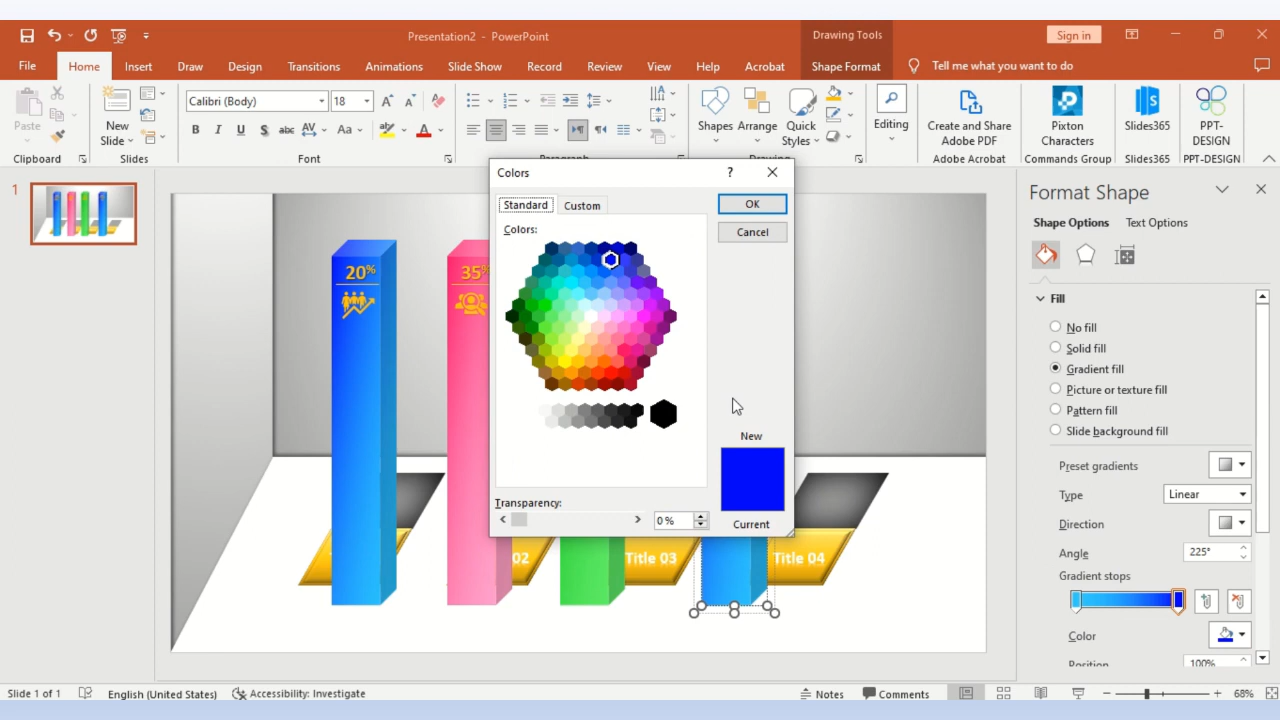 Presentation2 - PowerPoint
Drawing Tools
Sign in
File
Home
Insert
Draw
Design
Transitions
Animations
Slide Show
Record
Review
View
Help
Acrobat
Shape Format
Tell me what you want to do
Paste
Clipboard
New
Slide
Slides
Calibri (Body)
18
B
I
U
S
abc
AV
Aa
A
Font
Shapes
Arrange
Quick
Styles
Editing
Create and Share
Adobe PDF
Adobe Acrobat
Pixton
Characters
Commands Group
Slides365
Slides365
PPT-
DESIGN
PPT-DESIGN
1
20%
35%
02
Title 03
Title 04
Colors
?
Standard
Custom
OK
Cancel
Colors:
New
Current
Transparency:
0 %
Format Shape
Shape Options
Text Options
Fill
No fill
Solid fill
Gradient fill
Picture or texture fill
Pattern fill
Slide background fill
Preset gradients
Type
Linear
Direction
Angle
225°
Gradient stops
Color
Position
100%
Slide 1 of 1
English (United States)
Accessibility: Investigate
Notes
Comments
68%